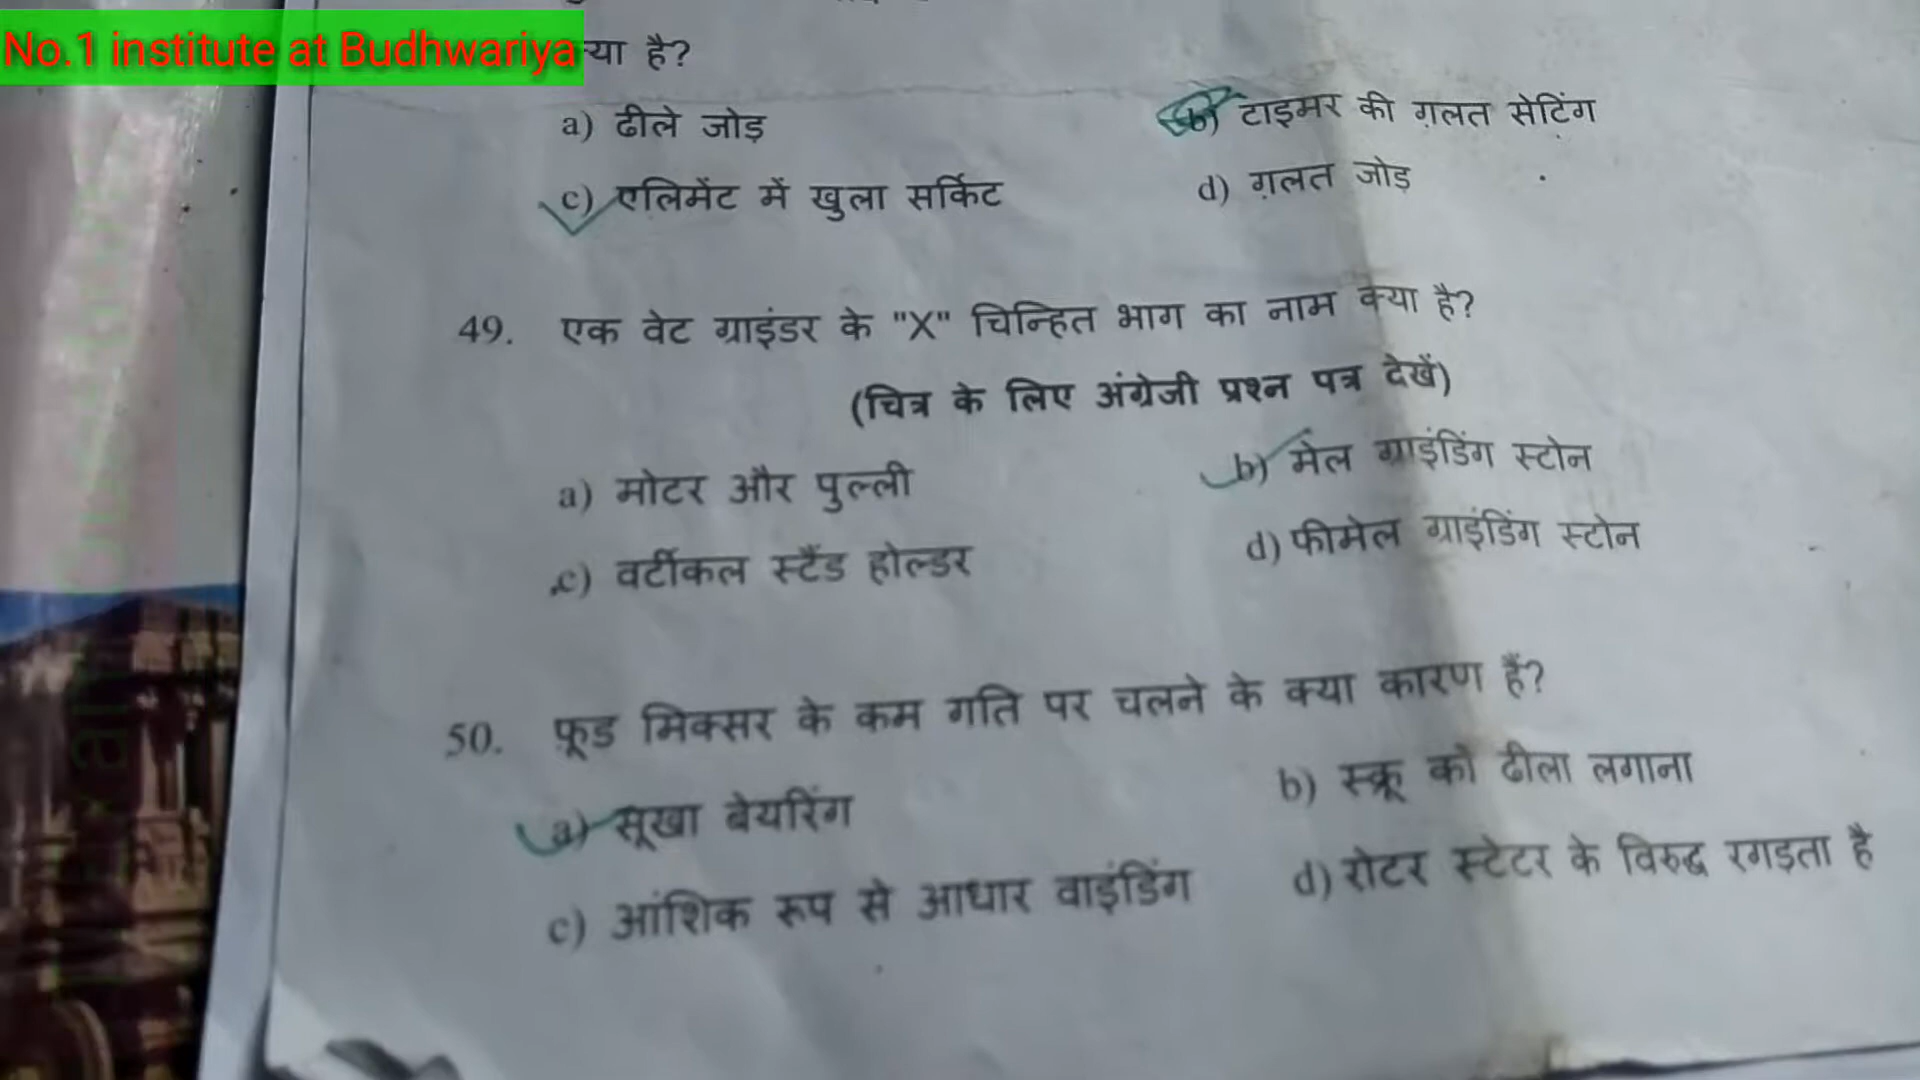 No.1 institute at Budhwariya
है?
a) ढीले जोड़ b) टाइमर की ग़लत सेटिंग
c) एलिमेंट में खुला सर्किट d) ग़लत जोड़
49. एक वेट ग्राइंडर के "X" चिन्हित भाग का नाम क्या है?
(चित्र के लिए अंग्रेजी प्रश्न पत्र देखें)
a) मोटर और पुल्ली b) मेल ग्राइंडिंग स्टोन
c) वर्टीकल स्टैंड होल्डर d) फीमेल ग्राइंडिंग स्टोन
50. फ़ूड मिक्सर के कम गति पर चलने के क्या कारण हैं?
a) सूखा बेयरिंग b) स्क्रू को ढीला लगाना
c) आंशिक रूप से आधार वाइंडिंग d) रोटर स्टेटर के विरुद्ध रगड़ता है